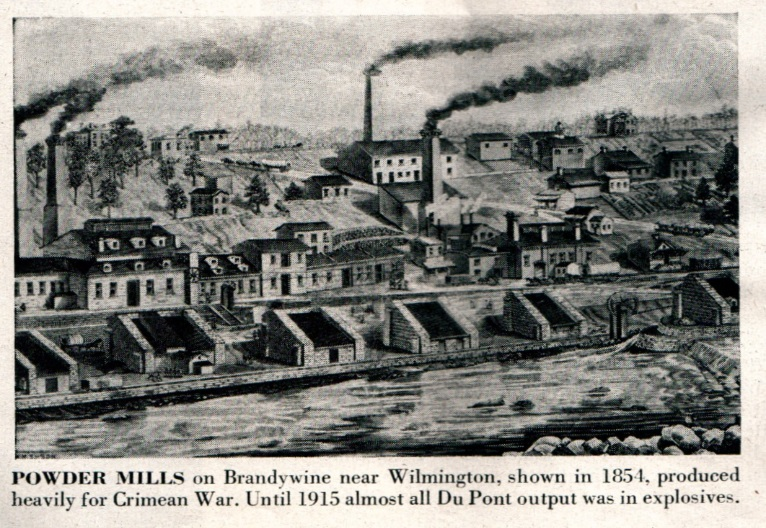 POWDER MILLS on Brandywine near Wilmington, shown in 1854, produced
heavily for Crimean War. Until 1915 almost all Du Pont output was in explosives.